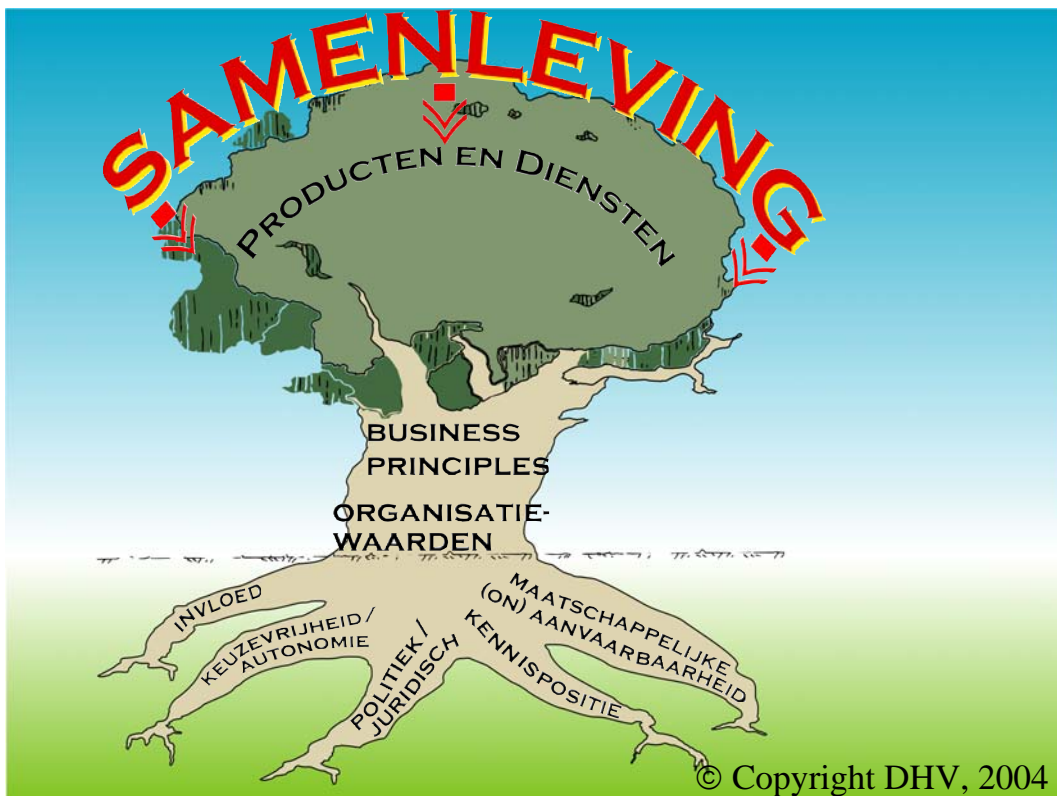 SAMENLEVING
PRODUCTEN EN DIENSTEN
BUSINESS
PRINCIPLES
ORGANISATIE-
WAARDEN
INVLOED
KEUZEVRIJHEID/
AUTONOMIE
POLITIEK/
JURIDISCH
KENNISPOSITIE
MAATSCHAPPELIJKE
(ON) AANVAARBAARHEID
© Copyright DHV, 2004